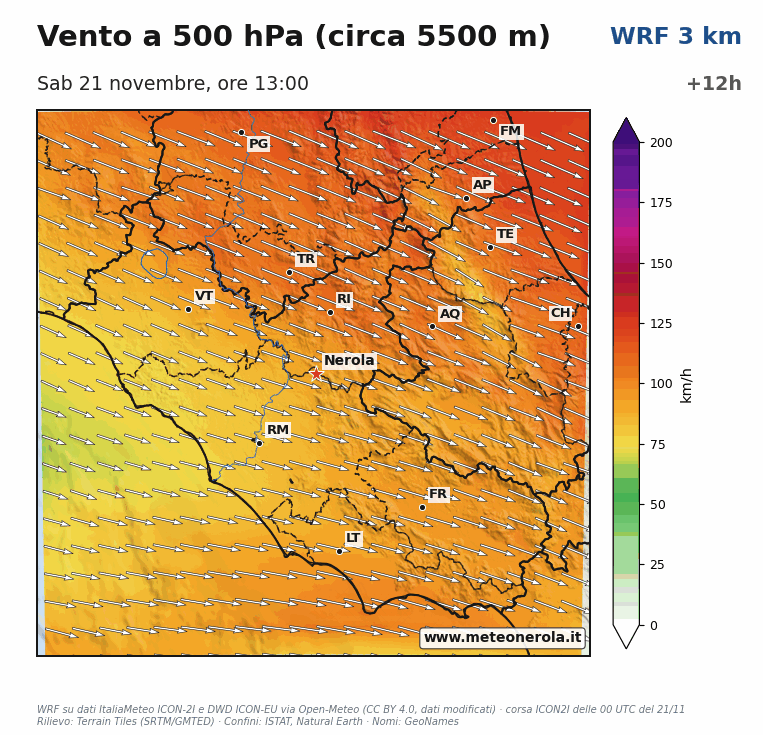 Vento a 500 hPa (circa 5500 m)
WRF 3 km
Sab 21 novembre, ore 13:00
+12h
FM
PG
AP
TE
TR
VT
RI
AQ
CH
Nerola
RM
FR
LT
www.meteonerola.it
200
175
150
125
100
75
50
25
0
km/h
WRF su dati ItaliaMeteo ICON-2I e DWD ICON-EU via Open-Meteo (CC BY 4.0, dati modificati) · corsa ICON2I delle 00 UTC del 21/11
Rilievo: Terrain Tiles (SRTM/GMTED) · Confini: ISTAT, Natural Earth · Nomi: GeoNames